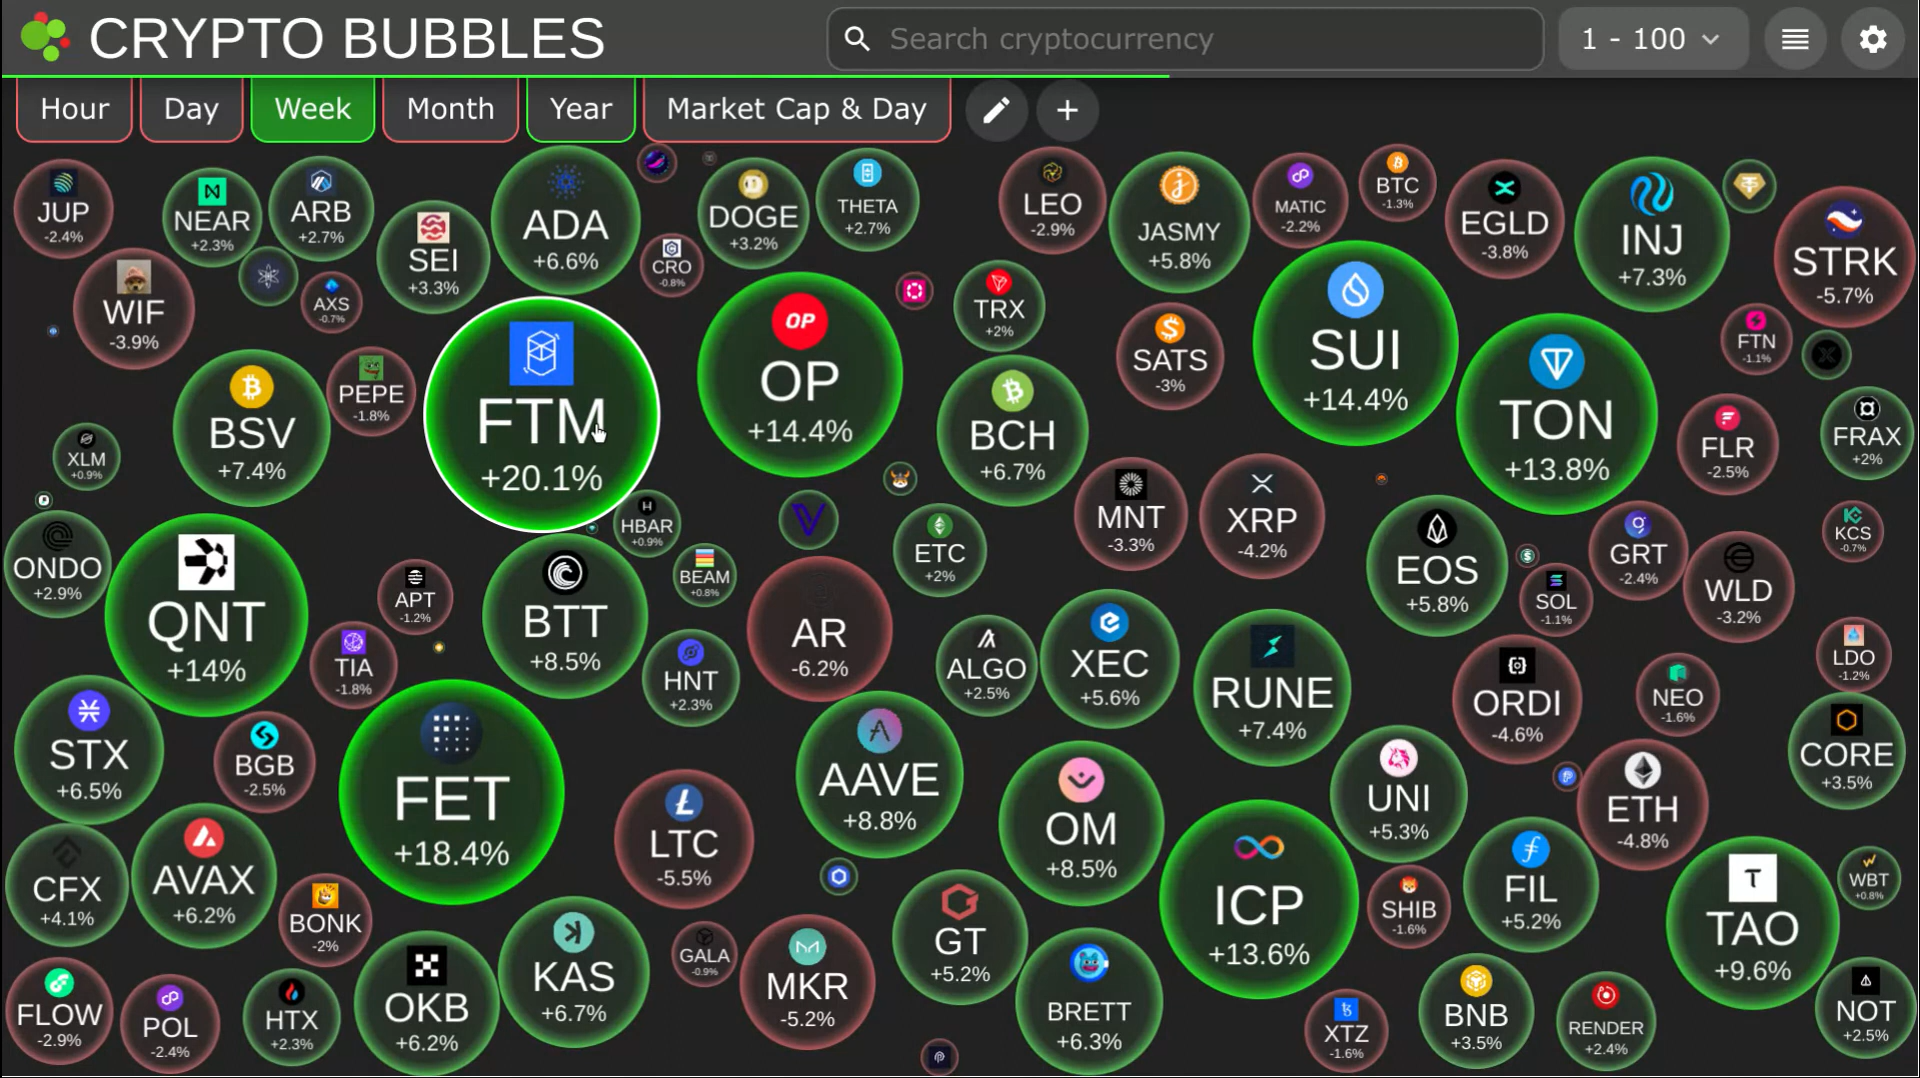 CRYPTO BUBBLES
Search cryptocurrency
1 - 100
Hour
Day
Week
Month
Year
Market Cap & Day
JUP
-2.4%
NEAR
+2.3%
ARB
+2.7%
SEI
+3.3%
ADA
+6.6%
CRO
-0.8%
DOGE
+3.2%
THETA
+2.7%
LEO
-2.9%
JASMY
+5.8%
MATIC
-2.2%
BTC
-1.3%
EGLD
-3.8%
INJ
+7.3%
STRK
-5.7%
WIF
-3.9%
AXS
-0.7%
PEPE
-1.8%
FTM
+20.1%
OP
OP
+14.4%
TRX
+2%
SATS
-3%
SUI
+14.4%
TON
+13.8%
FTN
-1.1%
BSV
+7.4%
XLM
+0.9%
BCH
+6.7%
FLR
-2.5%
FRAX
+2%
ONDO
+2.9%
QNT
+14%
APT
-1.2%
HBAR
+0.9%
BEAM
+0.8%
BTT
+8.5%
ETC
+2%
MNT
-3.3%
XRP
-4.2%
EOS
+5.8%
SOL
-1.1%
GRT
-2.4%
WLD
-3.2%
KCS
-0.7%
TIA
-1.8%
HNT
+2.3%
AR
-6.2%
ALGO
+2.5%
XEC
+5.6%
RUNE
+7.4%
ORDI
-4.6%
NEO
-1.6%
LDO
-1.2%
STX
+6.5%
BGB
-2.5%
FET
+18.4%
LTC
-5.5%
AAVE
+8.8%
OM
+8.5%
UNI
+5.3%
ETH
-4.8%
CORE
+3.5%
CFX
+4.1%
AVAX
+6.2%
BONK
-2%
ICP
+13.6%
SHIB
-1.6%
FIL
+5.2%
TAO
+9.6%
WBT
+0.8%
FLOW
-2.9%
POL
-2.4%
HTX
+2.3%
OKB
+6.2%
KAS
+6.7%
GALA
-0.9%
MKR
-5.2%
GT
+5.2%
BRETT
+6.3%
XTZ
-1.6%
BNB
+3.5%
RENDER
+2.4%
NOT
+2.5%